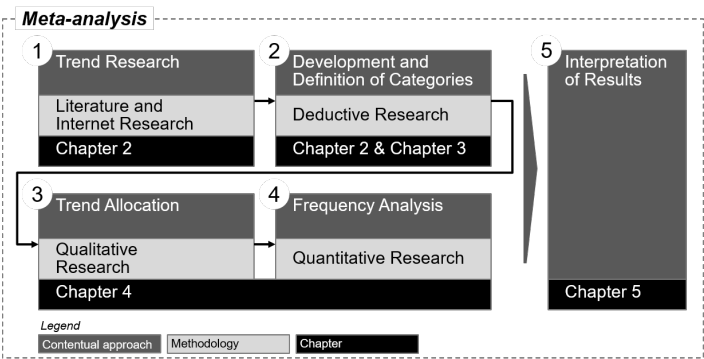 Meta-analysis
1
Trend Research
Literature and
Internet Research
Chapter 2
2
Development and
Definition of Categories
Deductive Research
Chapter 2 & Chapter 3
3
Trend Allocation
Qualitative
Research
4
Frequency Analysis
Quantitative Research
Chapter 4
5
Interpretation
of Results
Chapter 5
Legend
Contentual approach
Methodology
Chapter